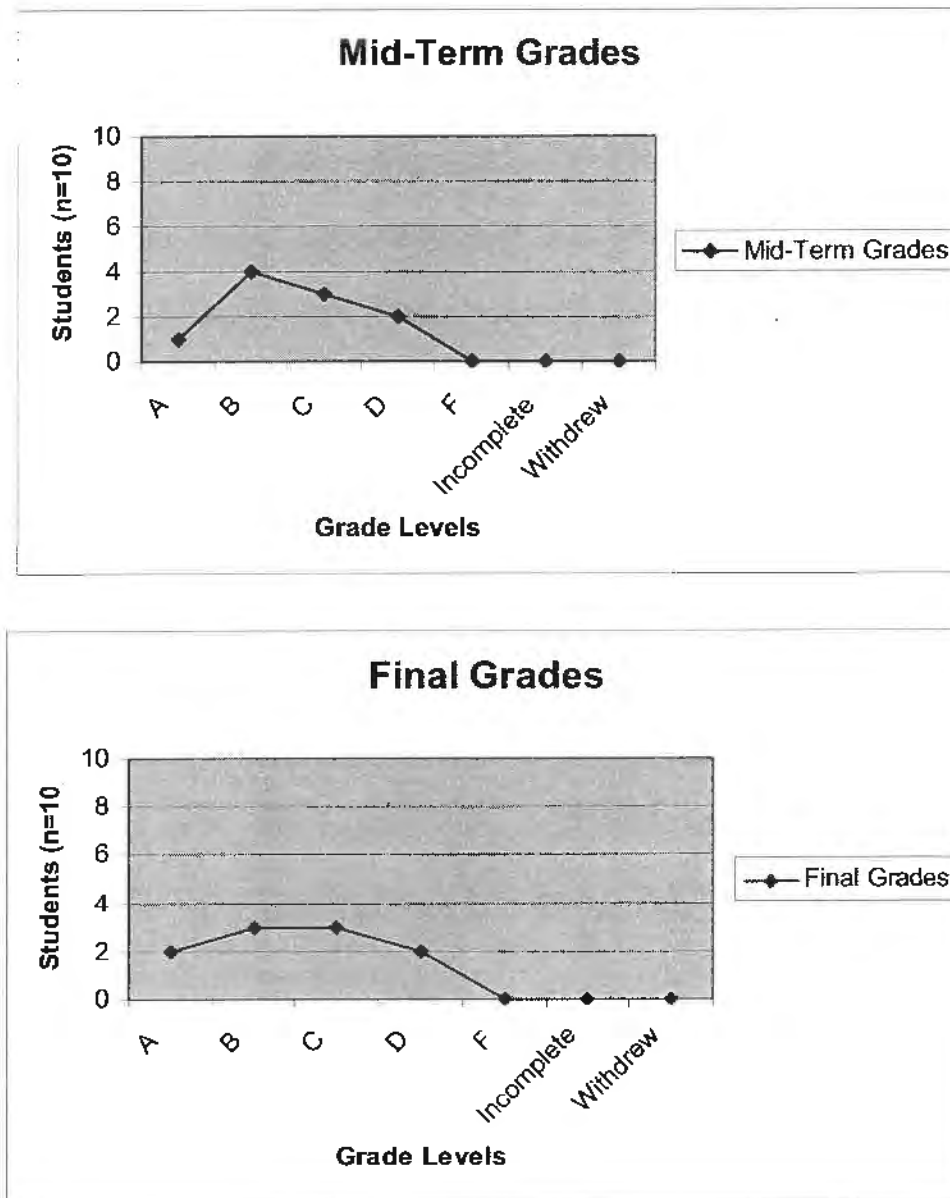 Mid-Term Grades
Students (n=10)
10
8
6
4
2
0
A
B
C
D
F
Incomplete
Withdrew
Grade Levels
Mid-Term Grades
Final Grades
Students (n=10
10
8
6
4
2
0
A
B
C
D
F
Incomplete
Withdrew
Grade Levels
Final Grades